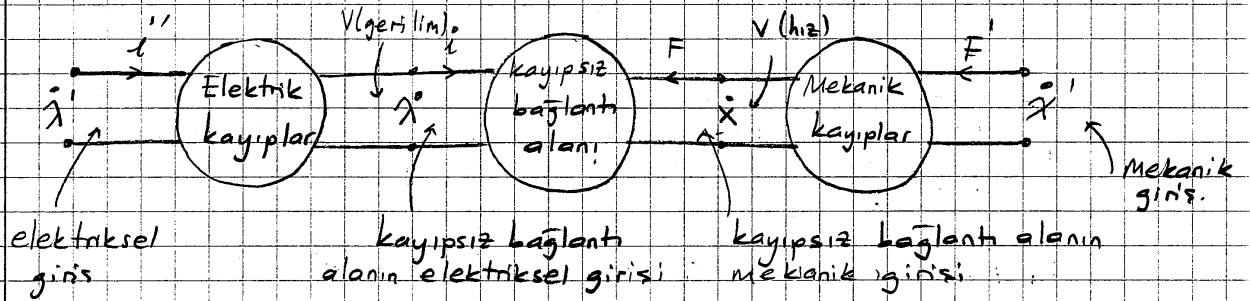 i'' V(gerilim) i F V (hız) F'
λ̇' Elektrik kayıplar λ̇ kayıpsız bağlantı alanı ẋ Mekanik kayıplar ẋ'
elektriksel giriş
kayıpsız bağlantı alanın elektriksel girişi
kayıpsız bağlantı alanın mekanik girişi
Mekanik giriş.